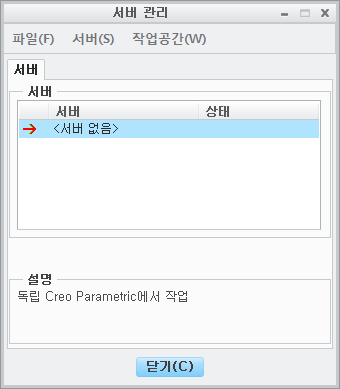 서버 관리
파일(F) 서버(S) 작업공간(W)
서버
서버
서버 상태
<서버 없음>
설명
독립 Creo Parametric에서 작업
닫기(C)